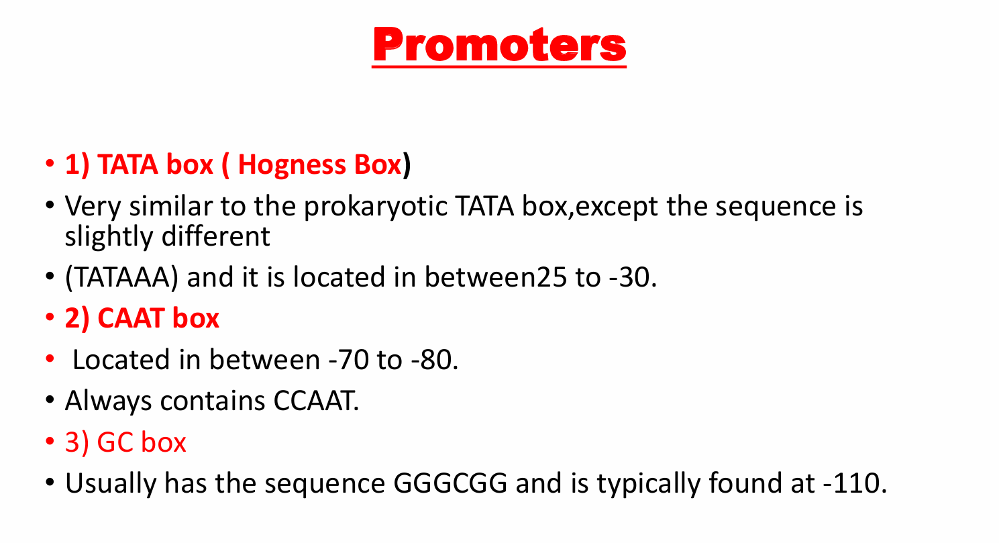 Promoters
• 1) TATA box ( Hogness Box)
• Very similar to the prokaryotic TATA box,except the sequence is
slightly different
• (TATAAA) and it is located in between25 to -30.
• 2) CAAT box
• Located in between -70 to -80.
• Always contains CCAAT.
• 3) GC box
• Usually has the sequence GGGCGG and is typically found at -110.